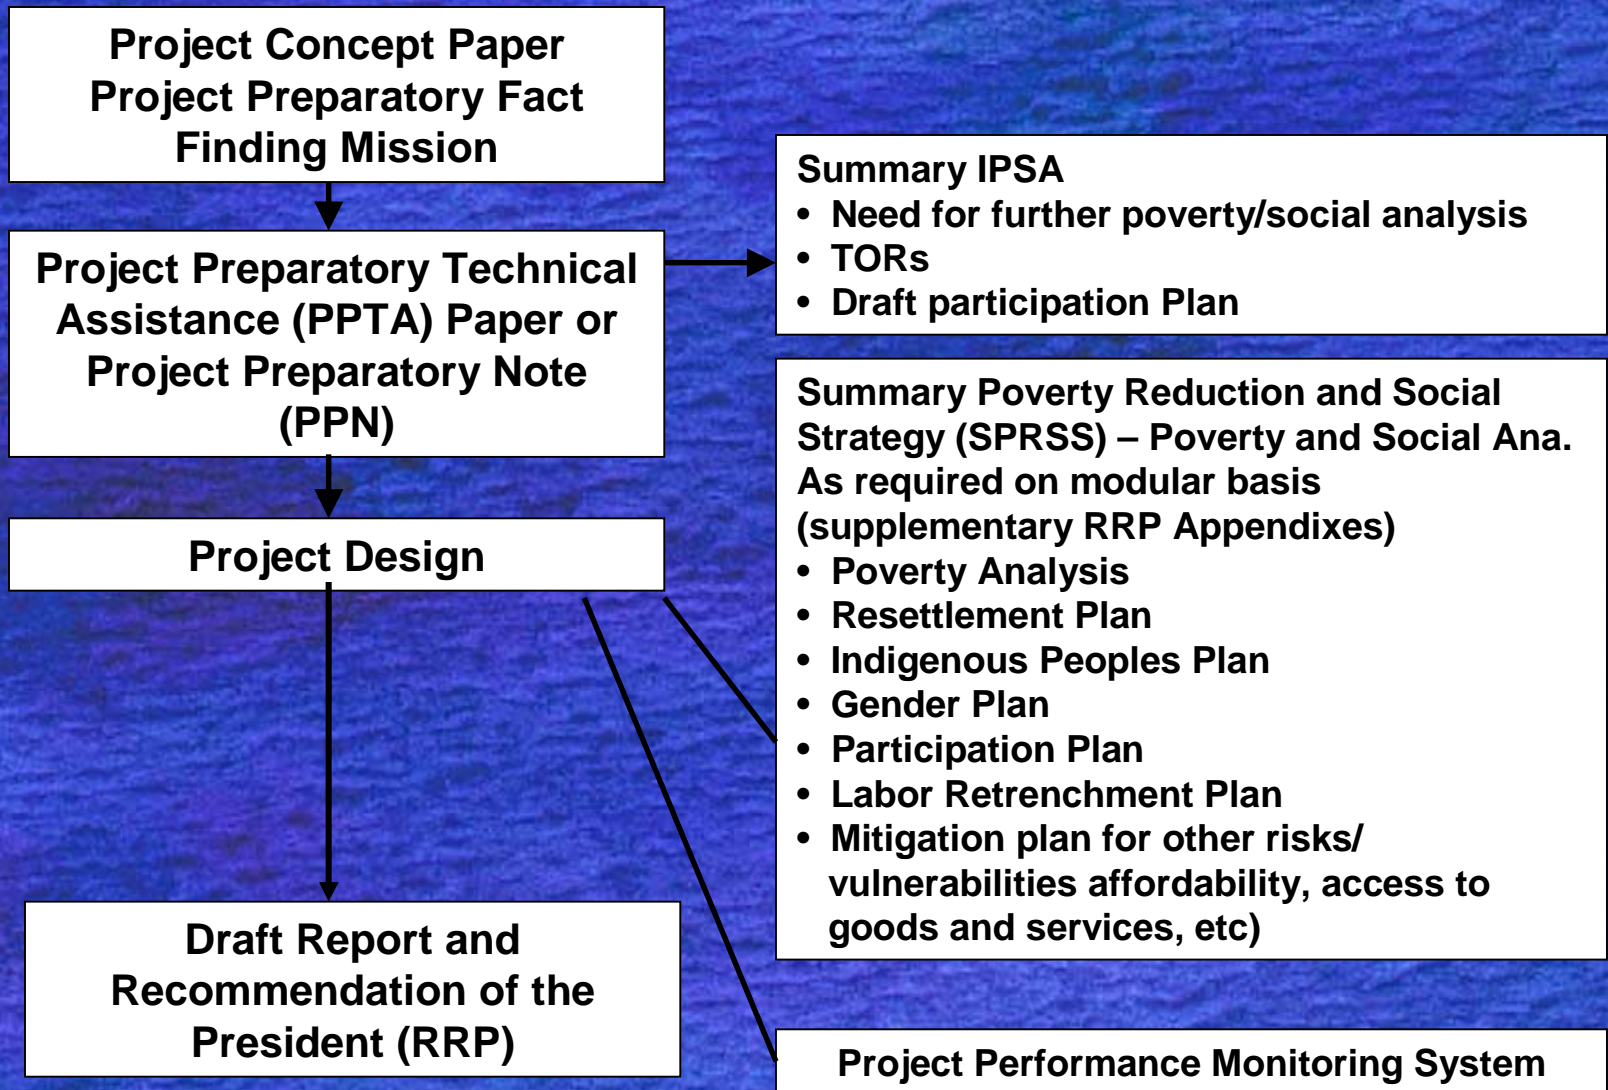 Project Concept Paper
Project Preparatory Fact
Finding Mission
Project Preparatory Technical
Assistance (PPTA) Paper or
Project Preparatory Note
(PPN)
Project Design
Draft Report and
Recommendation of the
President (RRP)
Summary IPSA
• Need for further poverty/social analysis
• TORs
• Draft participation Plan
Summary Poverty Reduction and Social
Strategy (SPRSS) – Poverty and Social Ana.
As required on modular basis
(supplementary RRP Appendixes)
• Poverty Analysis
• Resettlement Plan
• Indigenous Peoples Plan
• Gender Plan
• Participation Plan
• Labor Retrenchment Plan
• Mitigation plan for other risks/
vulnerabilities affordability, access to
goods and services, etc)
Project Performance Monitoring System